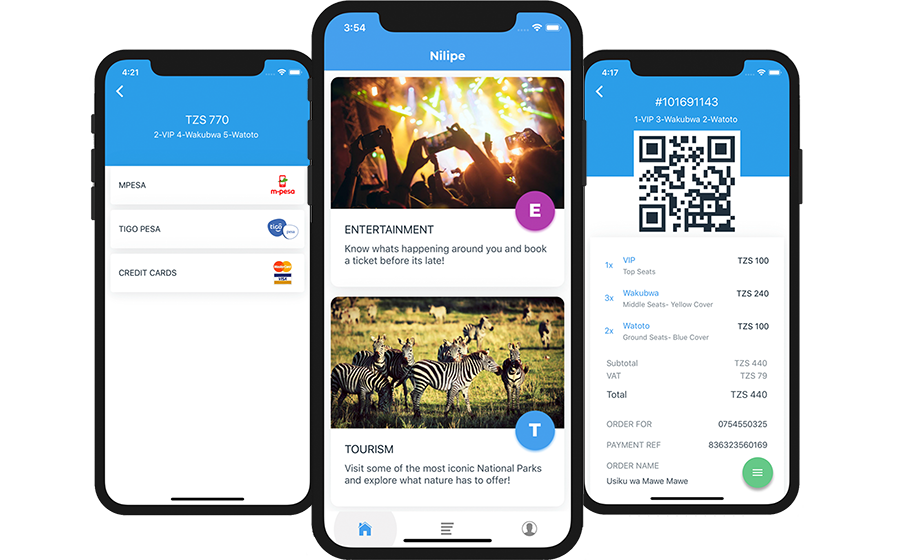 4:21
TZS 770
2-VIP 4-Wakubwa 5-Watoto
MPESA
m-pesa
TIGO PESA
tigo
pesa
CREDIT CARDS
VISA
3:54
Nilipe
E
ENTERTAINMENT
Know whats happening around you and book
a ticket before its late!
T
TOURISM
Visit some of the most iconic National Parks
and explore what nature has to offer!
4:17
#101691143
1-VIP 3-Wakubwa 2-Watoto
1x VIP TZS 100
Top Seats
3x Wakubwa TZS 240
Middle Seats- Yellow Cover
2x Watoto TZS 100
Ground Seats- Blue Cover
Subtotal TZS 440
VAT TZS 79
Total TZS 440
ORDER FOR 0754550325
PAYMENT REF 836323560169
ORDER NAME
Usiku wa Mawe Mawe